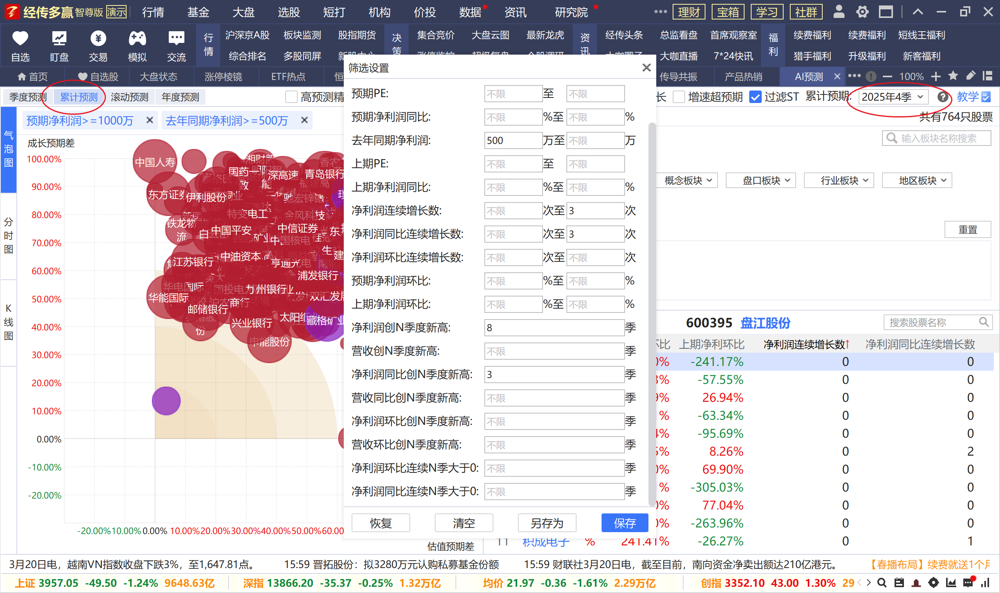 经传多赢 智尊版 演示 行情 基金 大盘 选股 短打 机构 价投 数据 资讯 研究院 理财 宝箱 学习 社群
自选 盯盘 交易 模拟 交流
行情 沪深京A股 板块监测 股指期货 决策 集合竞价 大盘云图 最新龙虎 资讯 经传头条 总监看盘 首席观察室 福利 续费福利 续费福利 短线王福利
综合排名 多股同屏 大咖直播 7*24快讯 猎手福利 升级福利 新客福利
首页 自选股 大盘状态 涨停棱镜 ETF热点 恒 传导共振 产品热销 AI预测 100%
季度预测 累计预测 滚动预测 年度预测 高预测精 长 增速超预期 过滤ST 累计预期: 2025年4季 教学
预期净利润>=1000万 去年同期净利润>=500万 共有764只股票
气泡图
分时图
K线图
成长预期差
输入板块名称搜索
概念板块 盘口板块 行业板块 地区板块
重置
100.00%
90.00%
80.00%
70.00%
60.00%
50.00%
40.00%
30.00%
20.00%
10.00%
0.00%
-10.00%
-20.00%
-20.00% 10.00% 0.00% 10.00% 20.00% 30.00% 40.00% 50.00% 60.00
估值预期差
中国人寿
湘财股
国药一致
深高速
青岛银行
东方证券
伊利股份
驰宏锌锗
特变电工
金风科技
铁龙物流
中国平安
中信证券
中国核电
中油资本
江苏银行
亨通光电
浦发银行
华电国际
国投电力
华能国际
沪农商行
双汇发展
邮储银行
兴业银行
太阳纸业
藏格矿业
申能股份
筛选设置
预期PE: 不限 至 不限
预期净利润同比: 不限 %至 不限 %
去年同期净利润: 500 万至 不限 万
上期PE: 不限 至 不限
上期净利润同比: 不限 %至 不限 %
净利润连续增长数: 不限 次至 3 次
净利润同比连续增长数: 不限 次至 3 次
净利润环比连续增长数: 不限 次至 不限 次
预期净利润环比: 不限 %至 不限 %
上期净利润环比: 不限 %至 不限 %
净利润创N季度新高: 8 季
营收创N季度新高: 不限 季
净利润同比创N季度新高: 3 季
营收同比创N季度新高: 不限 季
净利润环比创N季度新高: 不限 季
营收环比创N季度新高: 不限 季
净利润环比连续N季大于0: 不限 季
净利润同比连续N季大于0: 不限 季
恢复 清空 另存为 保存
600395 盘江股份 搜索股票名称
环比 上期净利环比 净利润连续增长数↑ 净利润同比连续增长数
0% -241.17% 0 0
3% -57.55% 0 0
9% 26.94% 0 0
% -63.34% 0 0
4% -95.69% 0 0
5% 8.26% 0 2
0% 69.90% 0 0
% -305.03% 0 0
0% 77.04% 0 0
0% -263.96% 0 0
11 积成电子 % 241.41% -26.27% 0 1
3月20日电，越南VN指数收盘下跌3%，至1,647.81点。 15:59 晋拓股份：拟3280万元认购私募基金份额 15:59 财联社3月20日电，截至目前，南向资金净卖出额达210亿港元。 【春播布局】续费就送1个月
上证 3957.05 -49.50 -1.24% 9648.63亿 深指 13866.20 -35.37 -0.25% 1.32万亿 均价 21.97 -0.36 -1.61% 2.29万亿 创指 3352.10 43.00 1.30% 29